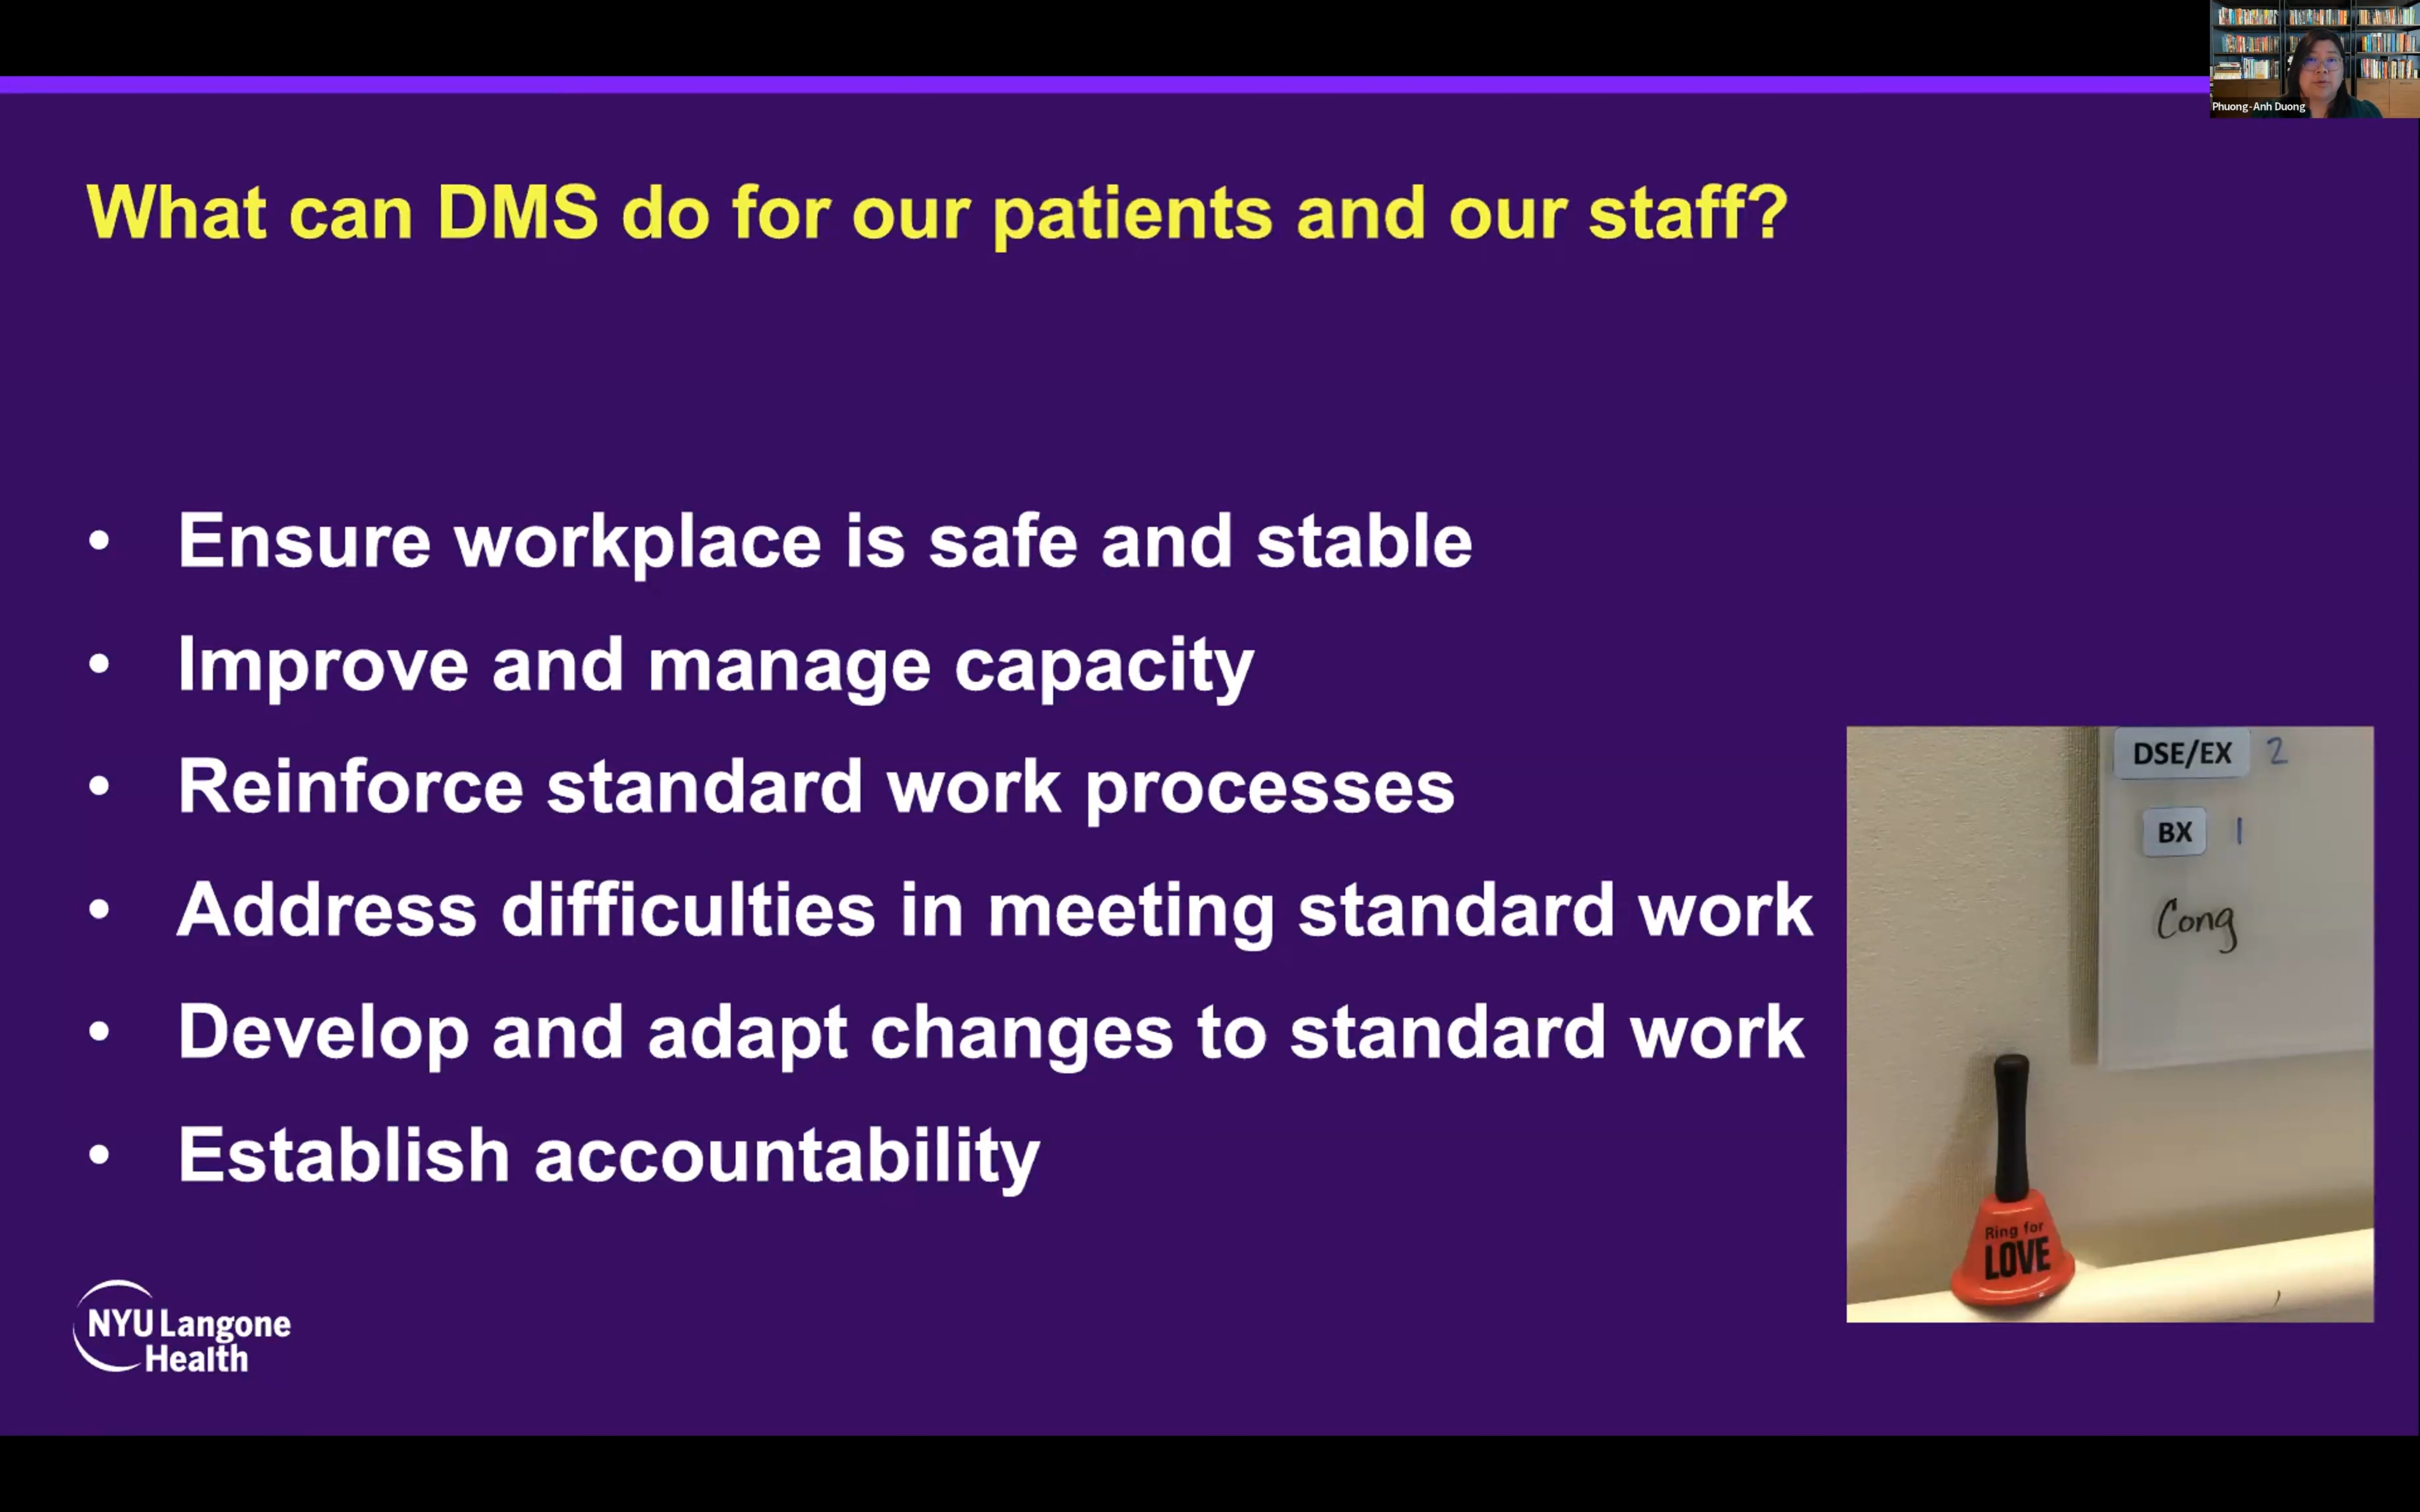 Phuong-Anh Duong
What can DMS do for our patients and our staff?
• Ensure workplace is safe and stable
• Improve and manage capacity
• Reinforce standard work processes
• Address difficulties in meeting standard work
• Develop and adapt changes to standard work
• Establish accountability
DSE/EX 2
BX 1
Cong
Ring for
LOVE
NYU Langone
Health